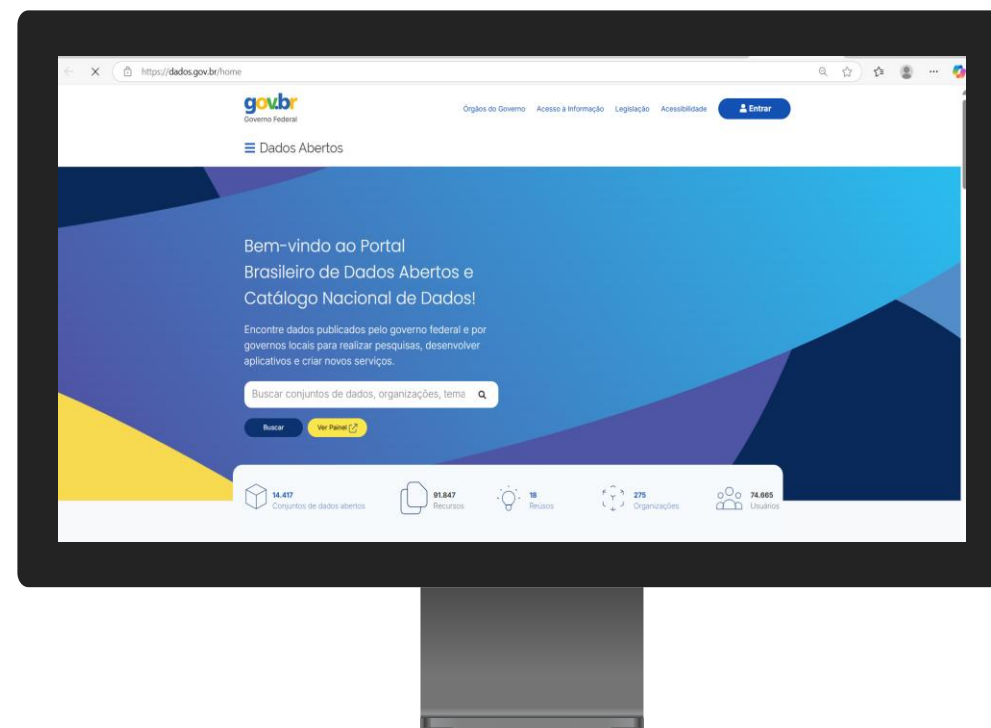 https://dados.gov.br/home
gov.br
Governo Federal
Órgãos do Governo Acesso à Informação Legislação Acessibilidade Entrar
Dados Abertos
Bem-vindo ao Portal
Brasileiro de Dados Abertos e
Catálogo Nacional de Dados!
Encontre dados publicados pelo governo federal e por
governos locais para realizar pesquisas, desenvolver
aplicativos e criar novos serviços.
Buscar conjuntos de dados, organizações, tema
Buscar Ver Painel
14.417 91.847 18 275 74.665
Conjuntos de dados abertos Recursos Reúsos Organizações Usuários